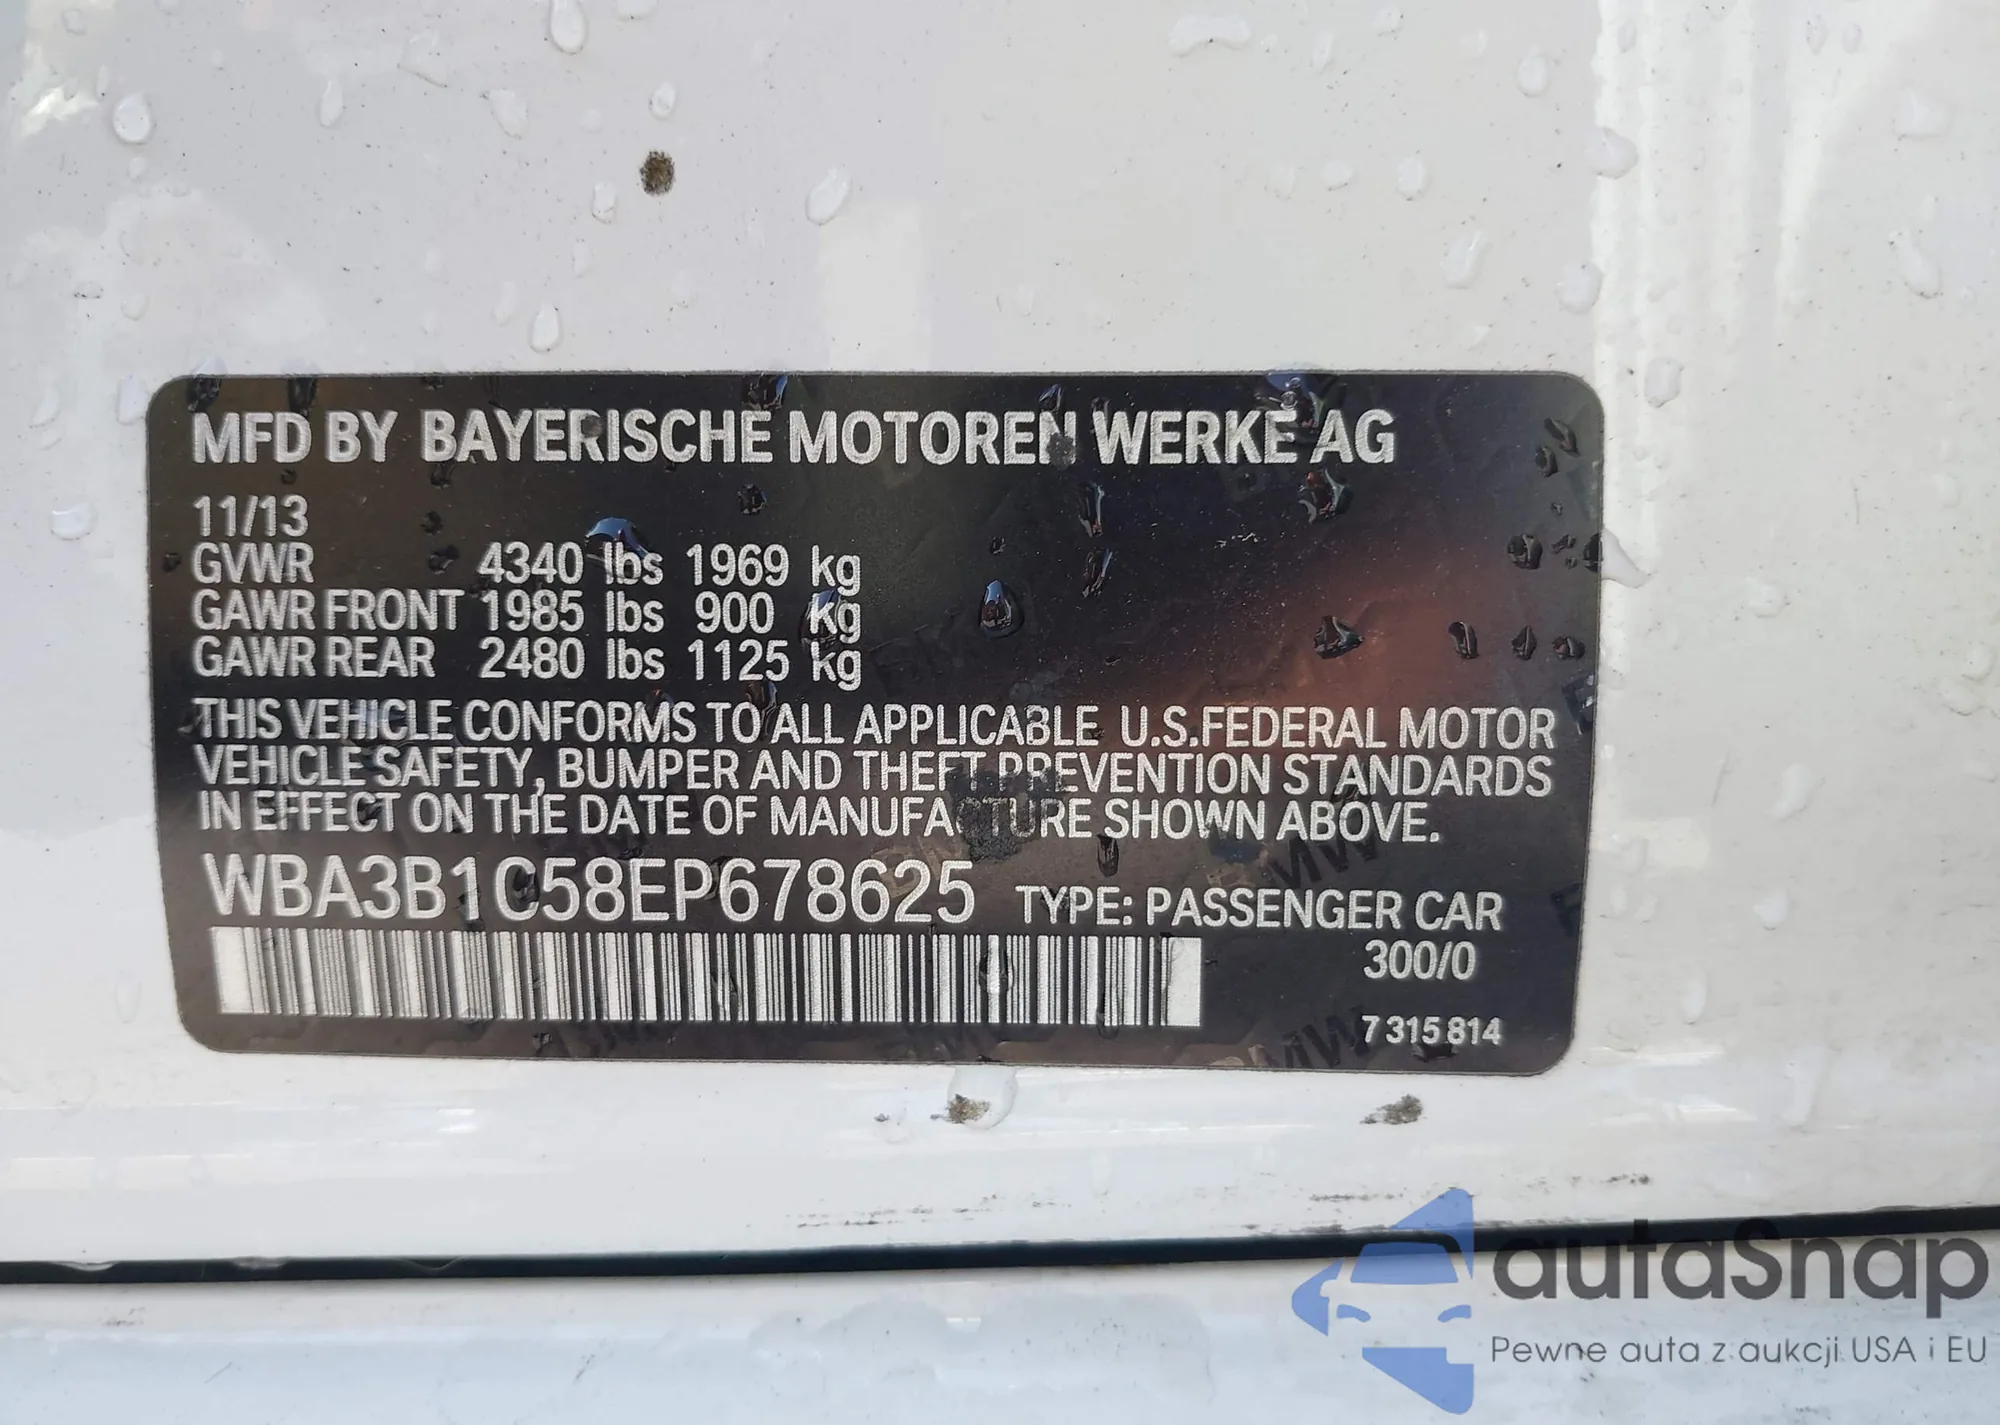 MFD BY BAYERISCHE MOTOREN WERKE AG
11/13
GVWR 4340 lbs 1969 kg
GAWR FRONT 1985 lbs 900 kg
GAWR REAR 2480 lbs 1125 kg
THIS VEHICLE CONFORMS TO ALL APPLICABLE U.S.FEDERAL MOTOR
VEHICLE SAFETY, BUMPER AND THEFT PREVENTION STANDARDS
IN EFFECT ON THE DATE OF MANUFACTURE SHOWN ABOVE.
WBA3B1C58EP678625 TYPE: PASSENGER CAR
300/0
7 315 814
autaSnap
Pewne auta z aukcji USA i EU